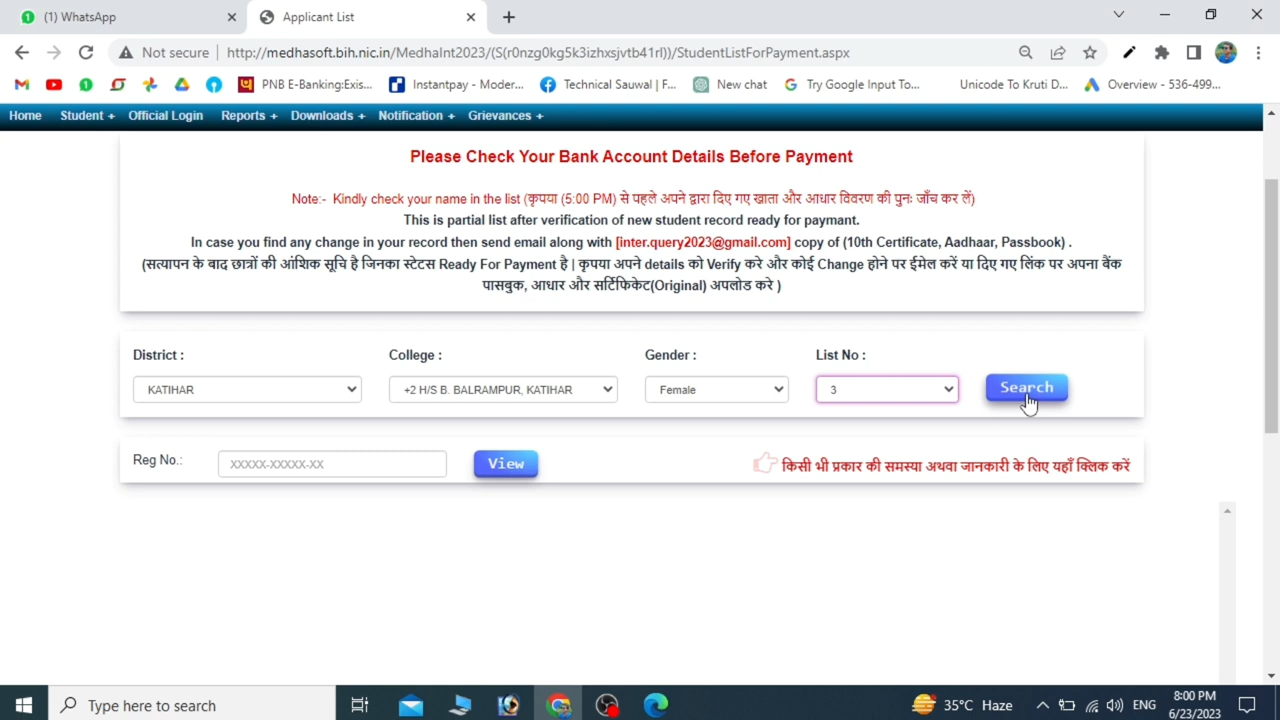 (1) WhatsApp
Applicant List
Not secure
http://medhasoft.bih.nic.in/MedhaInt2023/(S(r0nzg0kg5k3izhxsjvtb41rl))/StudentListForPayment.aspx
PNB E-Banking:Exis...
Instantpay - Moder...
Technical Sauwal | F...
New chat
Try Google Input To...
Unicode To Kruti D...
Overview - 536-499...
Home Student + Official Login Reports + Downloads + Notification + Grievances +
Please Check Your Bank Account Details Before Payment
Note:- Kindly check your name in the list (कृपया (5:00 PM) से पहले अपने द्वारा दिए गए खाता और आधार विवरण की पुनः जाँच कर लें)
This is partial list after verification of new student record ready for paymant.
In case you find any change in your record then send email along with [inter.query2023@gmail.com] copy of (10th Certificate, Aadhaar, Passbook) .
(सत्यापन के बाद छात्रों की आंशिक सूचि है जिनका स्टेटस Ready For Payment है | कृपया अपने details को Verify करे और कोई Change होने पर ईमेल करें या दिए गए लिंक पर अपना बैंक
पासबुक, आधार और सर्टिफिकेट(Original) अपलोड करे )
District : College : Gender : List No :
KATIHAR +2 H/S B. BALRAMPUR, KATIHAR Female 3 Search
Reg No.: XXXXX-XXXXX-XX View किसी भी प्रकार की समस्या अथवा जानकारी के लिए यहाँ क्लिक करें
Type here to search
35°C Haze
ENG
8:00 PM
6/23/2023